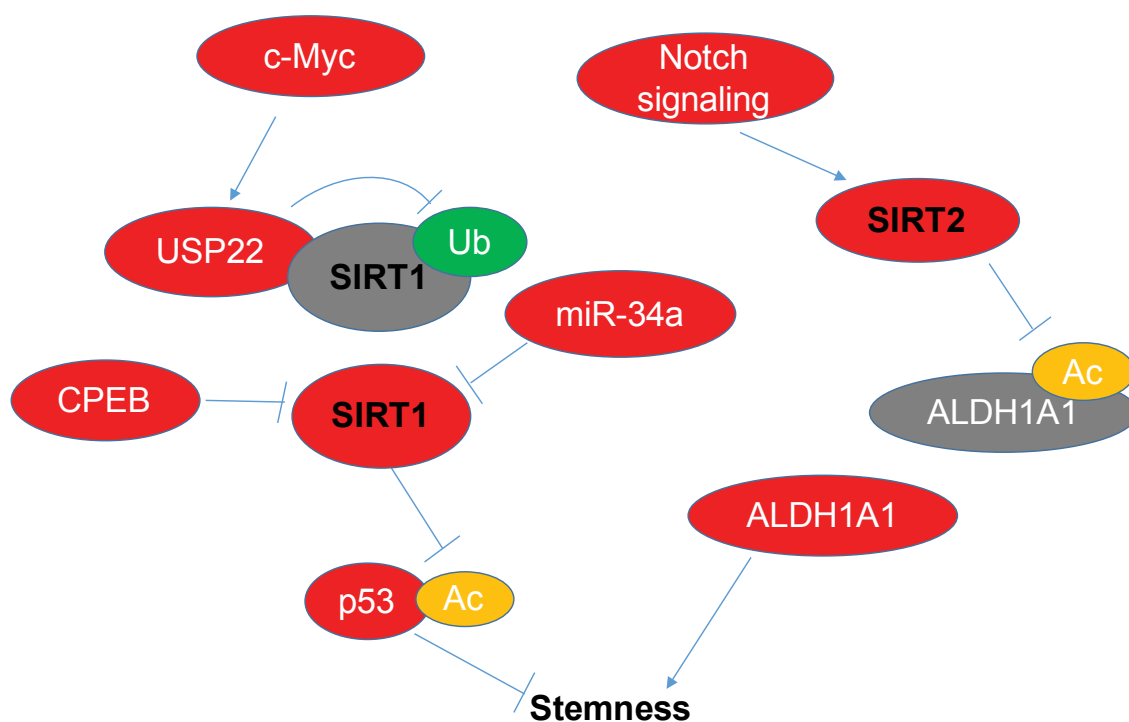 c-Myc
Notch
signaling
USP22
SIRT1
Ub
SIRT2
miR-34a
CPEB
SIRT1
Ac
ALDH1A1
ALDH1A1
p53
Ac
Stemness